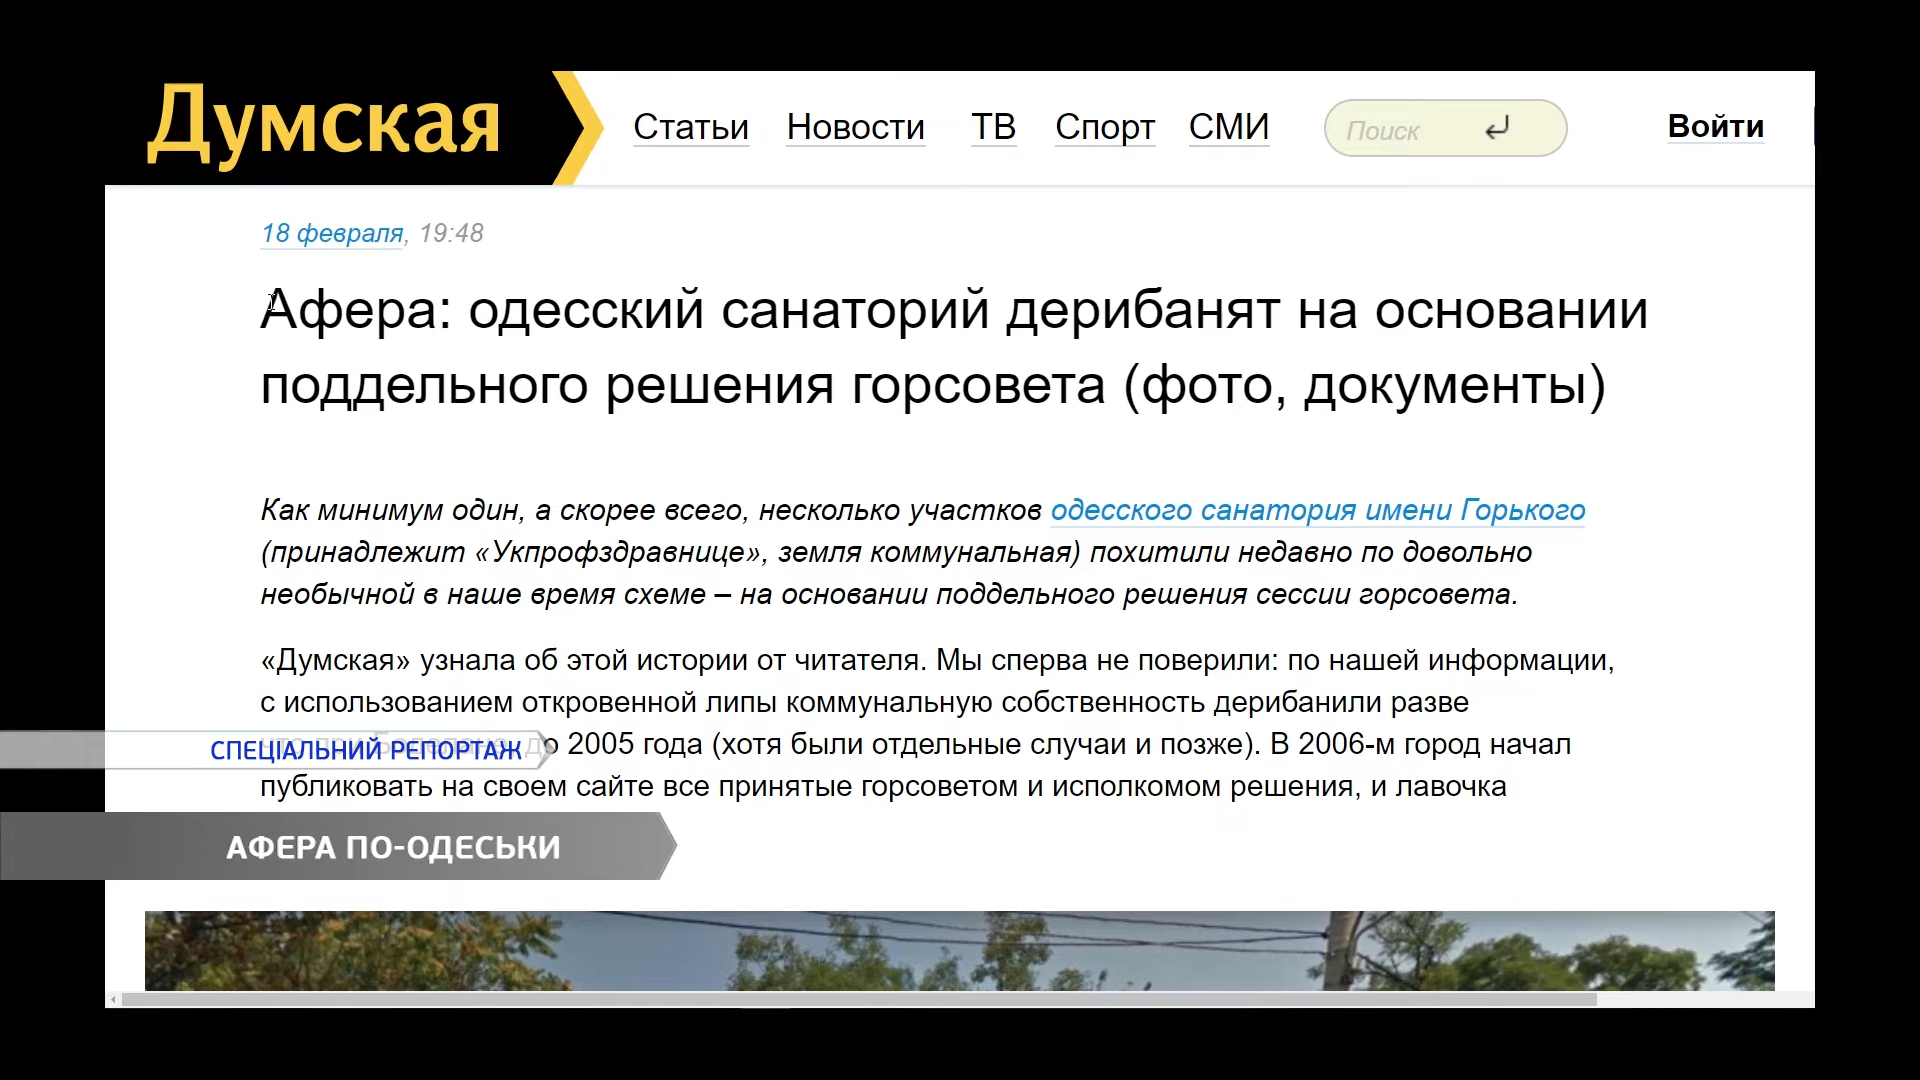 Думская
Статьи Новости ТВ Спорт СМИ Поиск Войти
18 февраля, 19:48
Афера: одесский санаторий дерибанят на основании
поддельного решения горсовета (фото, документы)
Как минимум один, а скорее всего, несколько участков одесского санатория имени Горького
(принадлежит «Укпрофздравнице», земля коммунальная) похитили недавно по довольно
необычной в наше время схеме – на основании поддельного решения сессии горсовета.
«Думская» узнала об этой истории от читателя. Мы сперва не поверили: по нашей информации,
с использованием откровенной липы коммунальную собственность дерибанили разве
до 2005 года (хотя были отдельные случаи и позже). В 2006-м город начал
СПЕЦІАЛЬНИЙ РЕПОРТАЖ
публиковать на своем сайте все принятые горсоветом и исполкомом решения, и лавочка
АФЕРА ПО-ОДЕСЬКИ